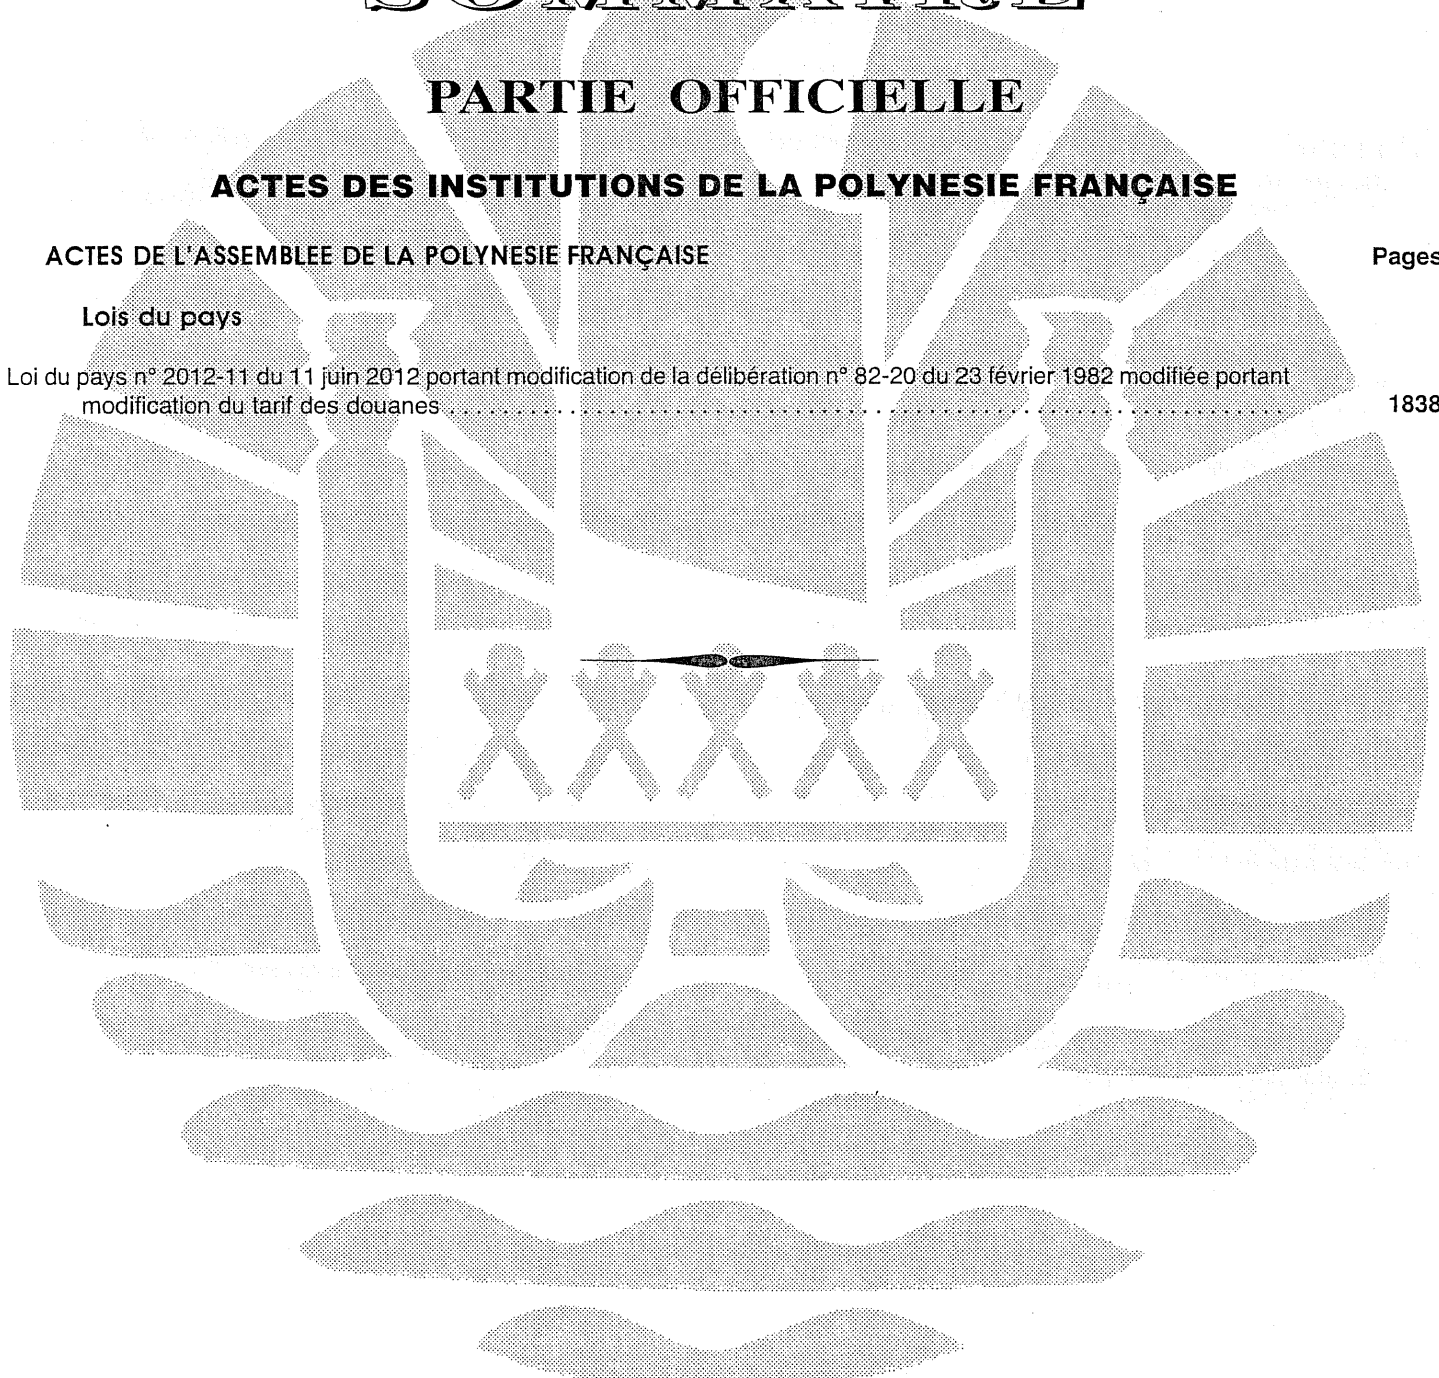 SOMMAIRE
PARTIE OFFICIELLE
ACTES DES INSTITUTIONS DE LA POLYNESIE FRANÇAISE
ACTES DE L'ASSEMBLEE DE LA POLYNESIE FRANÇAISE Pages
Lois du pays
Loi du pays n° 2012-11 du 11 juin 2012 portant modification de la délibération n° 82-20 du 23 février 1982 modifiée portant
modification du tarif des douanes . . . . . . . . . . . . . . . . . . . . . . . . . . . . . . . . . . . . . . . . . . . . . . . . . . . . . . . . . . . . . . . . . . . . 1838